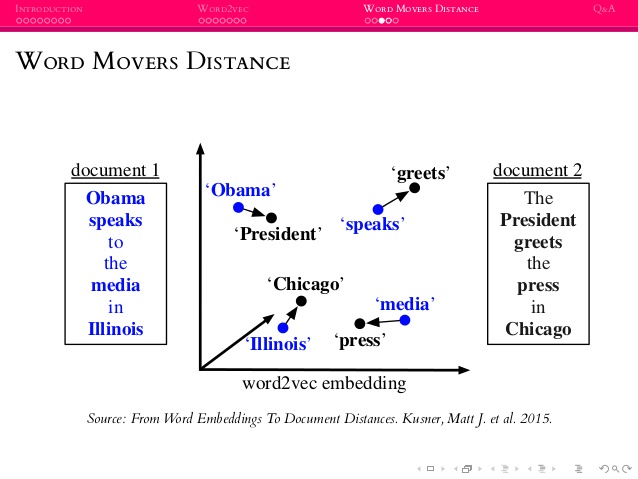 Introduction Word2vec Word Movers Distance Q&A
Word Movers Distance
document 1
Obama
speaks
to
the
media
in
Illinois
‘Obama’
‘President’
‘greets’
‘speaks’
‘Chicago’
‘Illinois’
‘media’
‘press’
word2vec embedding
document 2
The
President
greets
the
press
in
Chicago
Source: From Word Embeddings To Document Distances. Kusner, Matt J. et al. 2015.